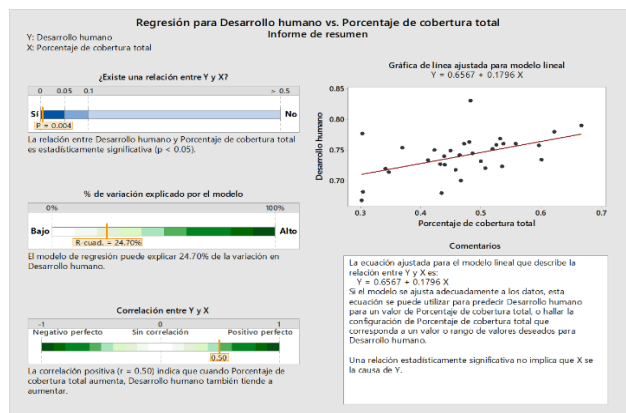 Regresión para Desarrollo humano vs. Porcentaje de cobertura total
Informe de resumen
Y: Desarrollo humano
X: Porcentaje de cobertura total
¿Existe una relación entre Y y X?
0 0.05 0.1 > 0.5
Sí No
P = 0.004
La relación entre Desarrollo humano y Porcentaje de cobertura total
es estadísticamente significativa (p < 0.05).
% de variación explicado por el modelo
0% 100%
Bajo Alto
R-cuad. = 24.70%
El modelo de regresión puede explicar 24.70% de la variación en
Desarrollo humano.
Correlación entre Y y X
-1 0 1
Negativo perfecto Sin correlación Positivo perfecto
0.50
La correlación positiva (r = 0.50) indica que cuando Porcentaje de
cobertura total aumenta, Desarrollo humano también tiende a
aumentar.
Gráfica de línea ajustada para modelo lineal
Y = 0.6567 + 0.1796 X
0.85
0.80
0.75
0.70
Desarrollo humano
0.3 0.4 0.5 0.6 0.7
Porcentaje de cobertura total
Comentarios
La ecuación ajustada para el modelo lineal que describe la
relación entre Y y X es:
Y = 0.6567 + 0.1796 X
Si el modelo se ajusta adecuadamente a los datos, esta
ecuación se puede utilizar para predecir Desarrollo humano
para un valor de Porcentaje de cobertura total, o hallar la
configuración de Porcentaje de cobertura total que
corresponda a un valor o rango de valores deseados para
Desarrollo humano.
Una relación estadísticamente significativa no implica que X se
la causa de Y.